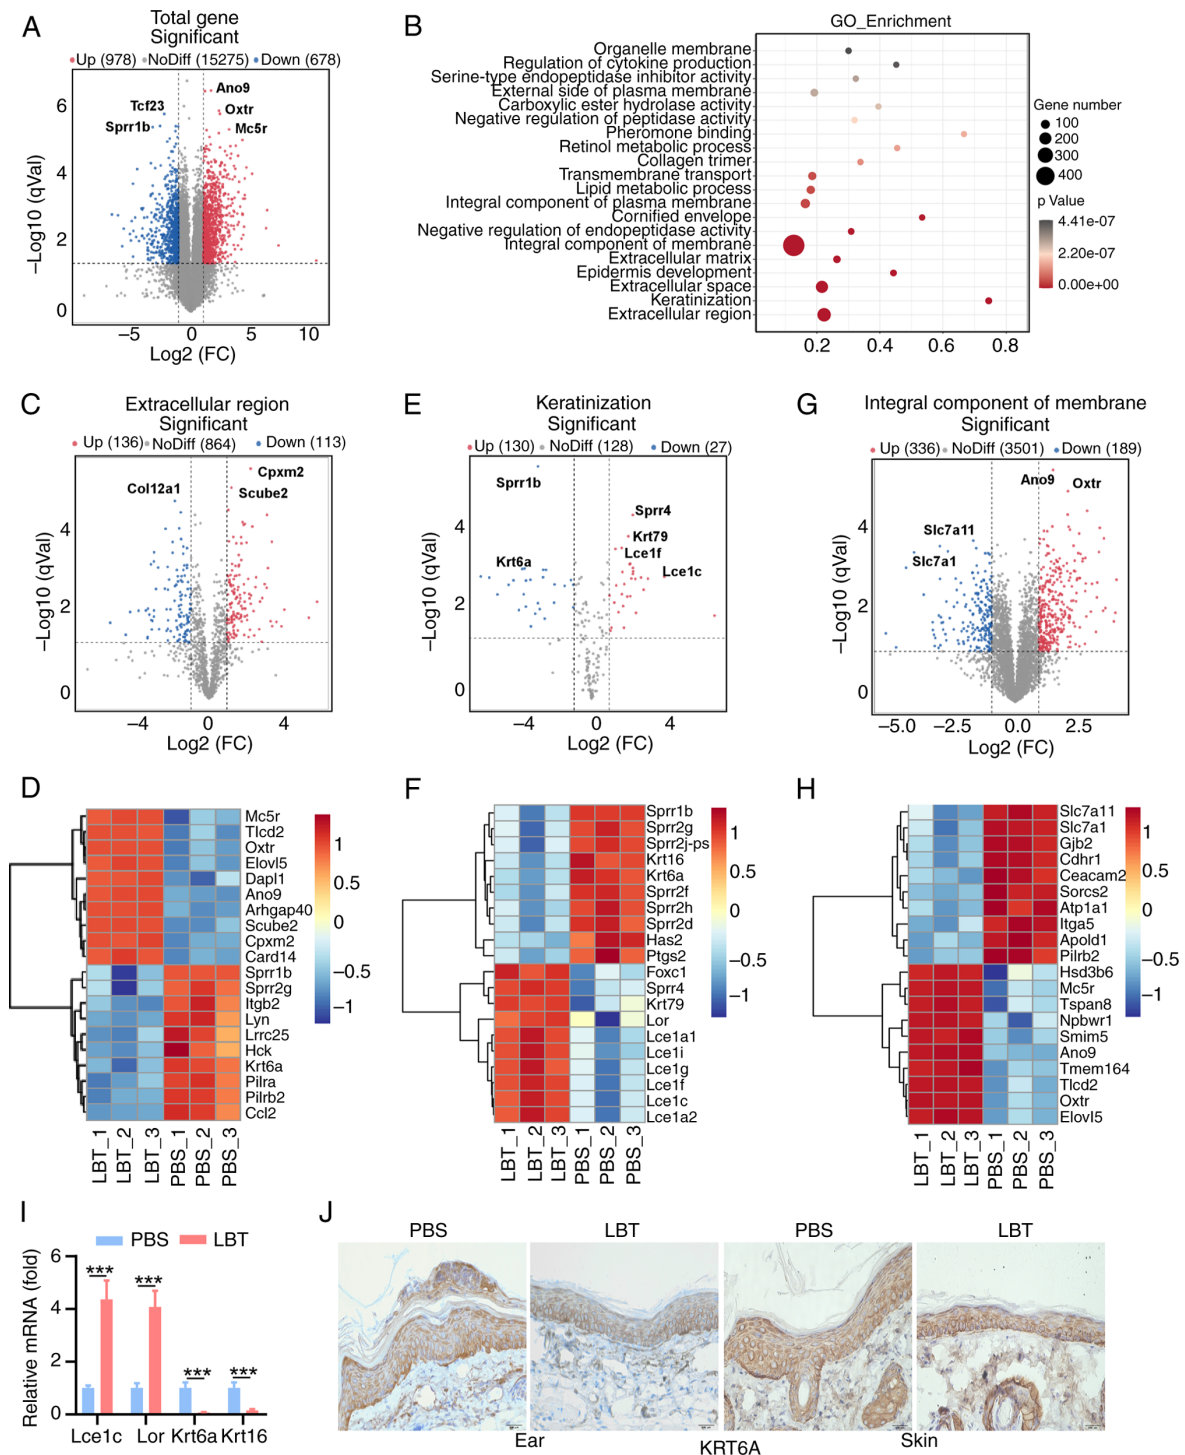 A
Total gene
Significant
Up (978) NoDiff (15275) Down (678)
Ano9
Tcf23
Oxtr
Sprr1b
Mc5r
6
4
2
0
−Log10 (qVal)
−5 0 5 10
Log2 (FC)
B
GO_Enrichment
Organelle membrane
Regulation of cytokine production
Serine-type endopeptidase inhibitor activity
External side of plasma membrane
Carboxylic ester hydrolase activity
Negative regulation of peptidase activity
Pheromone binding
Retinol metabolic process
Collagen trimer
Transmembrane transport
Lipid metabolic process
Integral component of plasma membrane
Cornified envelope
Negative regulation of endopeptidase activity
Integral component of membrane
Extracellular matrix
Epidermis development
Extracellular space
Keratinization
Extracellular region
0.2 0.4 0.6 0.8
Gene number
100
200
300
400
p Value
4.41e-07
2.20e-07
0.00e+00
C
Extracellular region
Significant
Up (136) NoDiff (864) Down (113)
Cpxm2
Col12a1
Scube2
4
2
0
−Log10 (qVal)
−4 0 4
Log2 (FC)
E
Keratinization
Significant
Up (130) NoDiff (128) Down (27)
Sprr1b
Sprr4
Krt79
Lce1f
Krt6a
Lce1c
4
2
0
−Log10 (qVal)
−4 0 4
Log2 (FC)
G
Integral component of membrane
Significant
Up (336) NoDiff (3501) Down (189)
Ano9
Oxtr
Slc7a11
Slc7a1
4
2
0
−Log10 (qVal)
−5.0 −2.5 0.0 2.5
Log2 (FC)
D
Mc5r
Tlcd2
Oxtr
Elovl5
Dapl1
Ano9
Arhgap40
Scube2
Cpxm2
Card14
Sprr1b
Sprr2g
Itgb2
Lyn
Lrrc25
Hck
Krt6a
Pilra
Pilrb2
Ccl2
1
0.5
0
−0.5
−1
LBT_1
LBT_2
LBT_3
PBS_1
PBS_2
PBS_3
F
Sprr1b
Sprr2g
Sprr2j-ps
Krt16
Krt6a
Sprr2f
Sprr2h
Sprr2d
Has2
Ptgs2
Foxc1
Sprr4
Krt79
Lor
Lce1a1
Lce1i
Lce1g
Lce1f
Lce1c
Lce1a2
1
0.5
0
−0.5
−1
LBT_1
LBT_2
LBT_3
PBS_1
PBS_2
PBS_3
H
Slc7a11
Slc7a1
Gjb2
Cdhr1
Ceacam2
Sorcs2
Atp1a1
Itga5
Apold1
Pilrb2
Hsd3b6
Mc5r
Tspan8
Npbwr1
Smim5
Ano9
Tmem164
Tlcd2
Oxtr
Elovl5
1
0.5
0
−0.5
−1
LBT_1
LBT_2
LBT_3
PBS_1
PBS_2
PBS_3
I
PBS LBT
6
4
2
0
Relative mRNA (fold)
*** *** *** ***
Lce1c Lor Krt6a Krt16
J
PBS LBT PBS LBT
Ear Skin
KRT6A